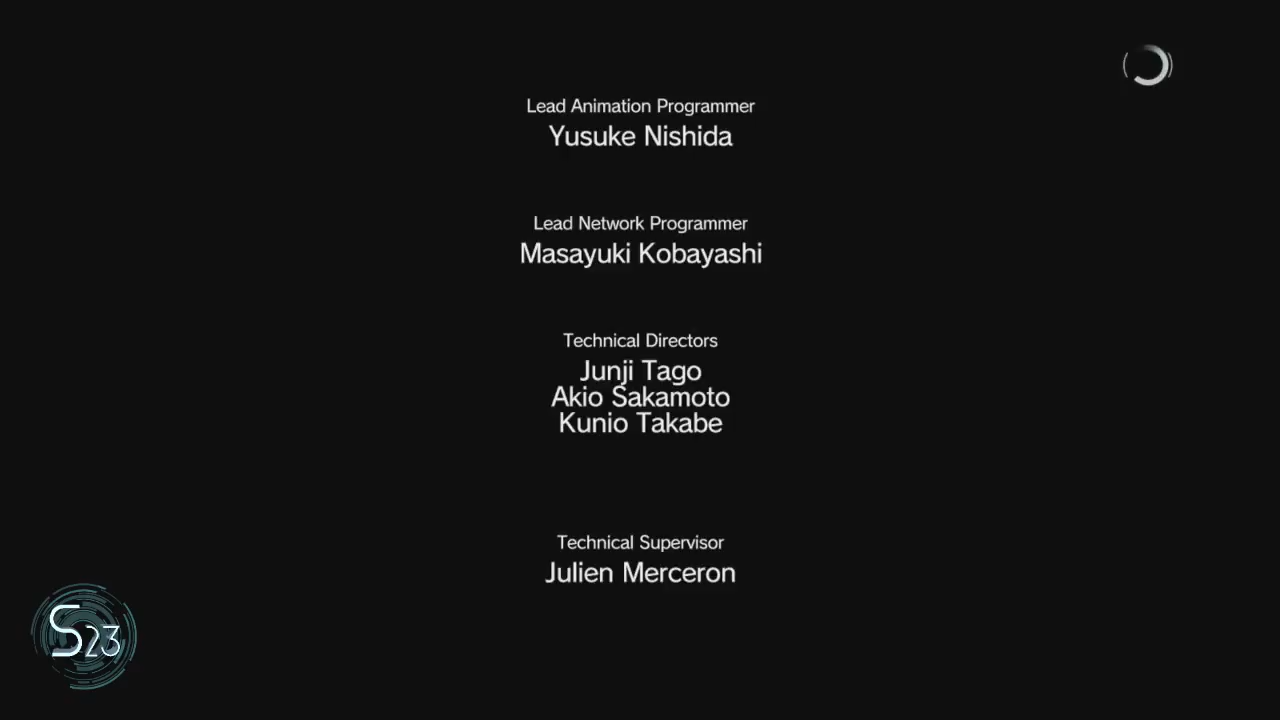 Lead Animation Programmer
Yusuke Nishida
Lead Network Programmer
Masayuki Kobayashi
Technical Directors
Junji Tago
Akio Sakamoto
Kunio Takabe
Technical Supervisor
Julien Merceron
S23